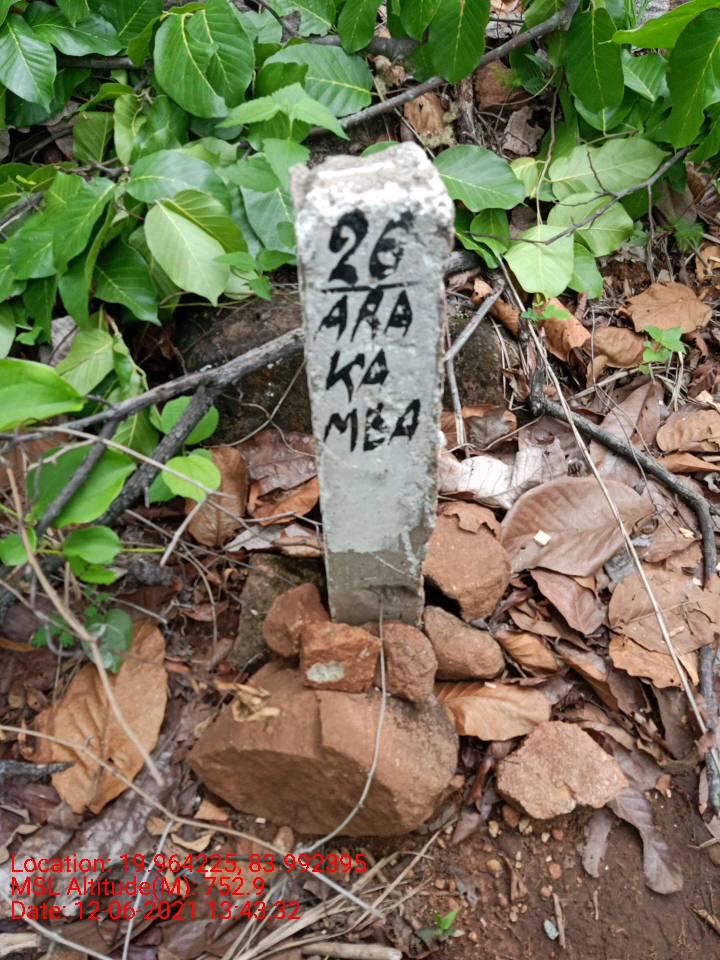 26
ARA
KA
MBA
Location: 19.964225, 83.992395
MSL Altitude(M): 752.9
Date: 12-06-2021 13:43:32